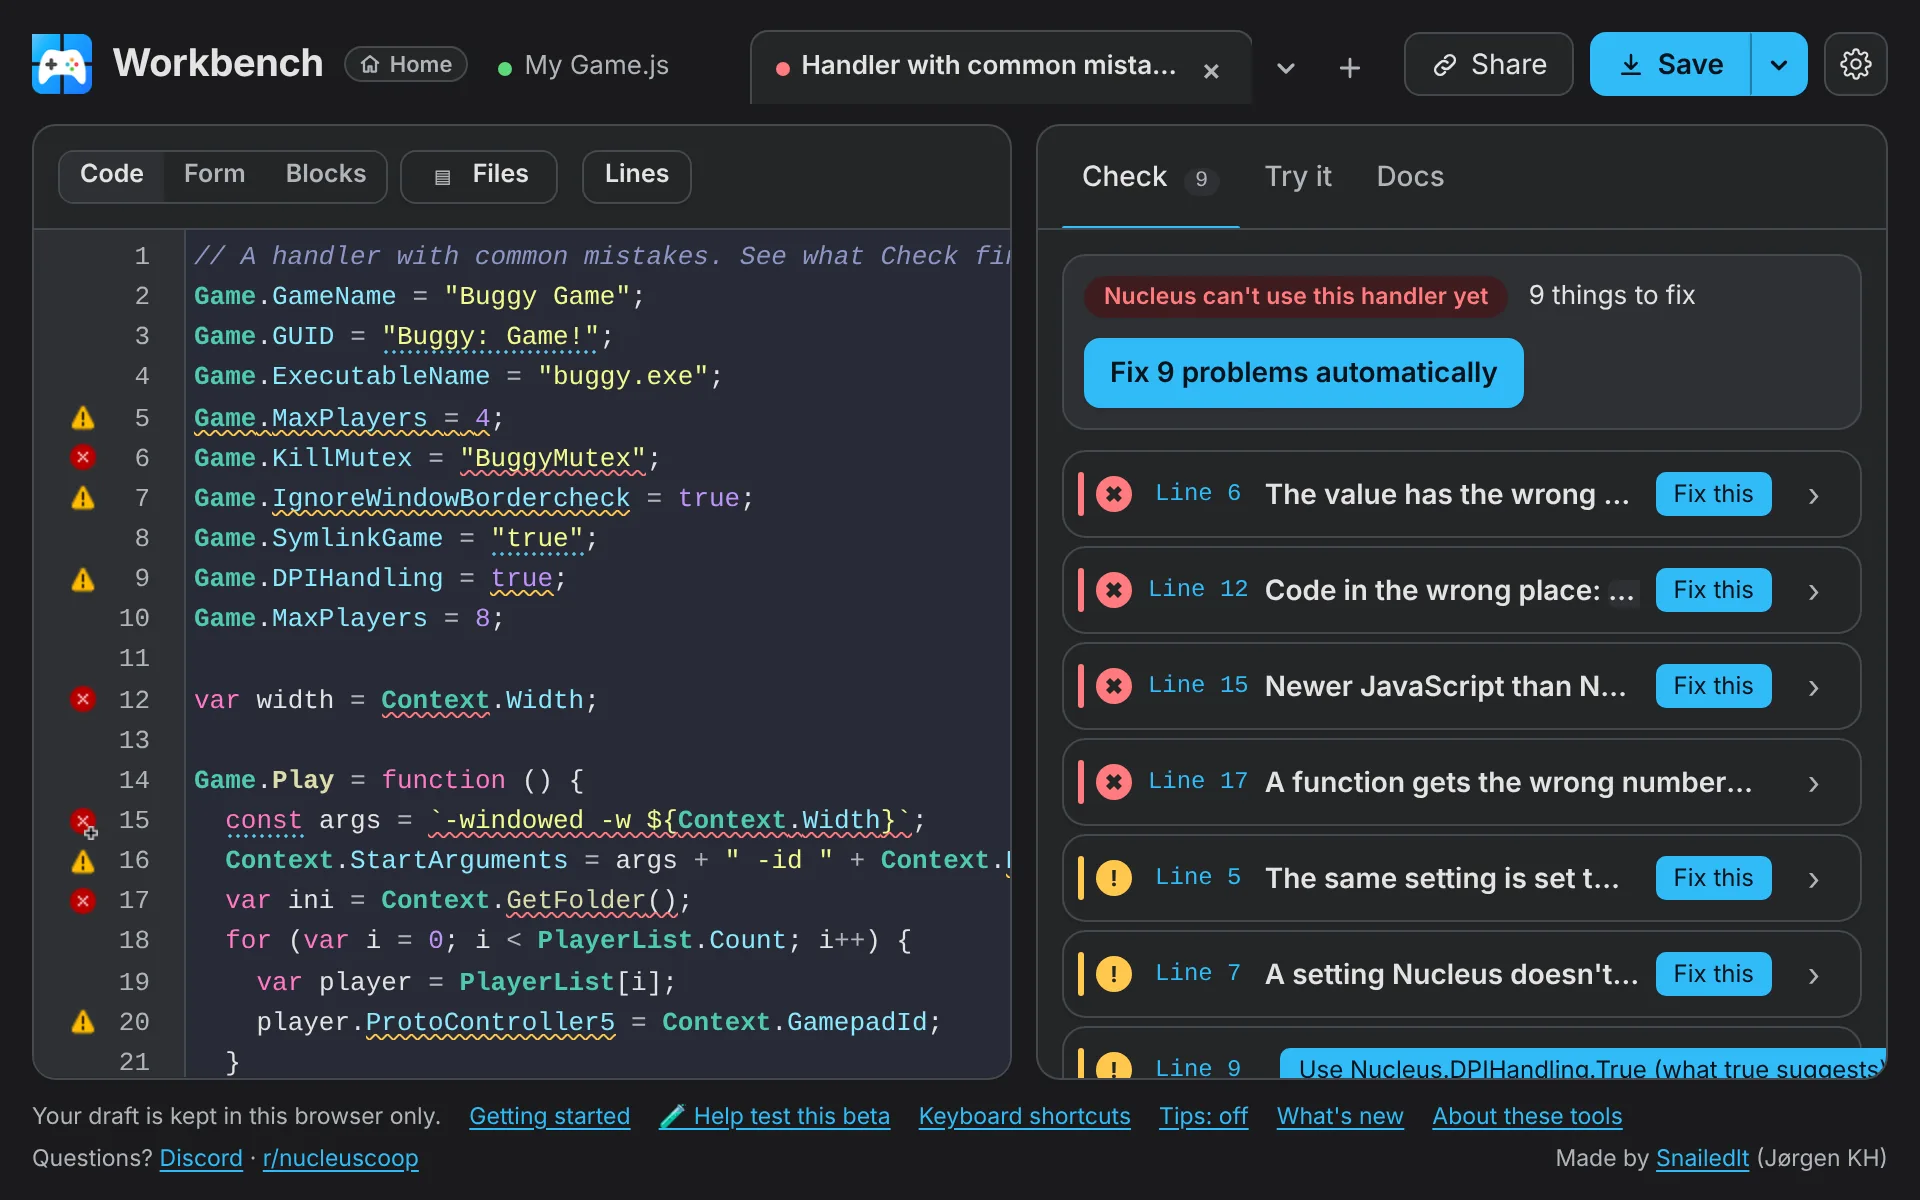 Workbench
Home
My Game.js
Handler with common mista...
Share
Save
Code
Form
Blocks
Files
Lines
Check 9
Try it
Docs
1 // A handler with common mistakes. See what Check
2 Game.GameName = "Buggy Game";
3 Game.GUID = "Buggy: Game!";
4 Game.ExecutableName = "buggy.exe";
5 Game.MaxPlayers = 4;
6 Game.KillMutex = "BuggyMutex";
7 Game.IgnoreWindowBordercheck = true;
8 Game.SymlinkGame = "true";
9 Game.DPIHandling = true;
10 Game.MaxPlayers = 8;
11
12 var width = Context.Width;
13
14 Game.Play = function () {
15 const args = `-windowed -w ${Context.Width}`;
16 Context.StartArguments = args + " -id " + Context.
17 var ini = Context.GetFolder();
18 for (var i = 0; i < PlayerList.Count; i++) {
19 var player = PlayerList[i];
20 player.ProtoController5 = Context.GamepadId;
21 }
Nucleus can't use this handler yet
9 things to fix
Fix 9 problems automatically
Line 6 The value has the wrong ... Fix this
Line 12 Code in the wrong place: ... Fix this
Line 15 Newer JavaScript than N... Fix this
Line 17 A function gets the wrong number...
Line 5 The same setting is set t... Fix this
Line 7 A setting Nucleus doesn't... Fix this
Line 9 Use Nucleus.DPIHandling.True (what true suggests)
Your draft is kept in this browser only.
Getting started
Help test this beta
Keyboard shortcuts
Tips: off
What's new
About these tools
Questions? Discord · r/nucleuscoop
Made by SnailedIt (Jørgen KH)